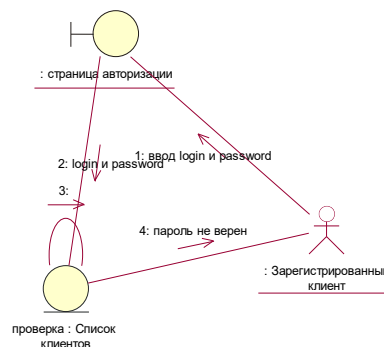 : страница авторизации
1: ввод login и password
2: login и password
3:
4: пароль не верен
: Зарегистрированны
клиент
проверка : Список
клиентов